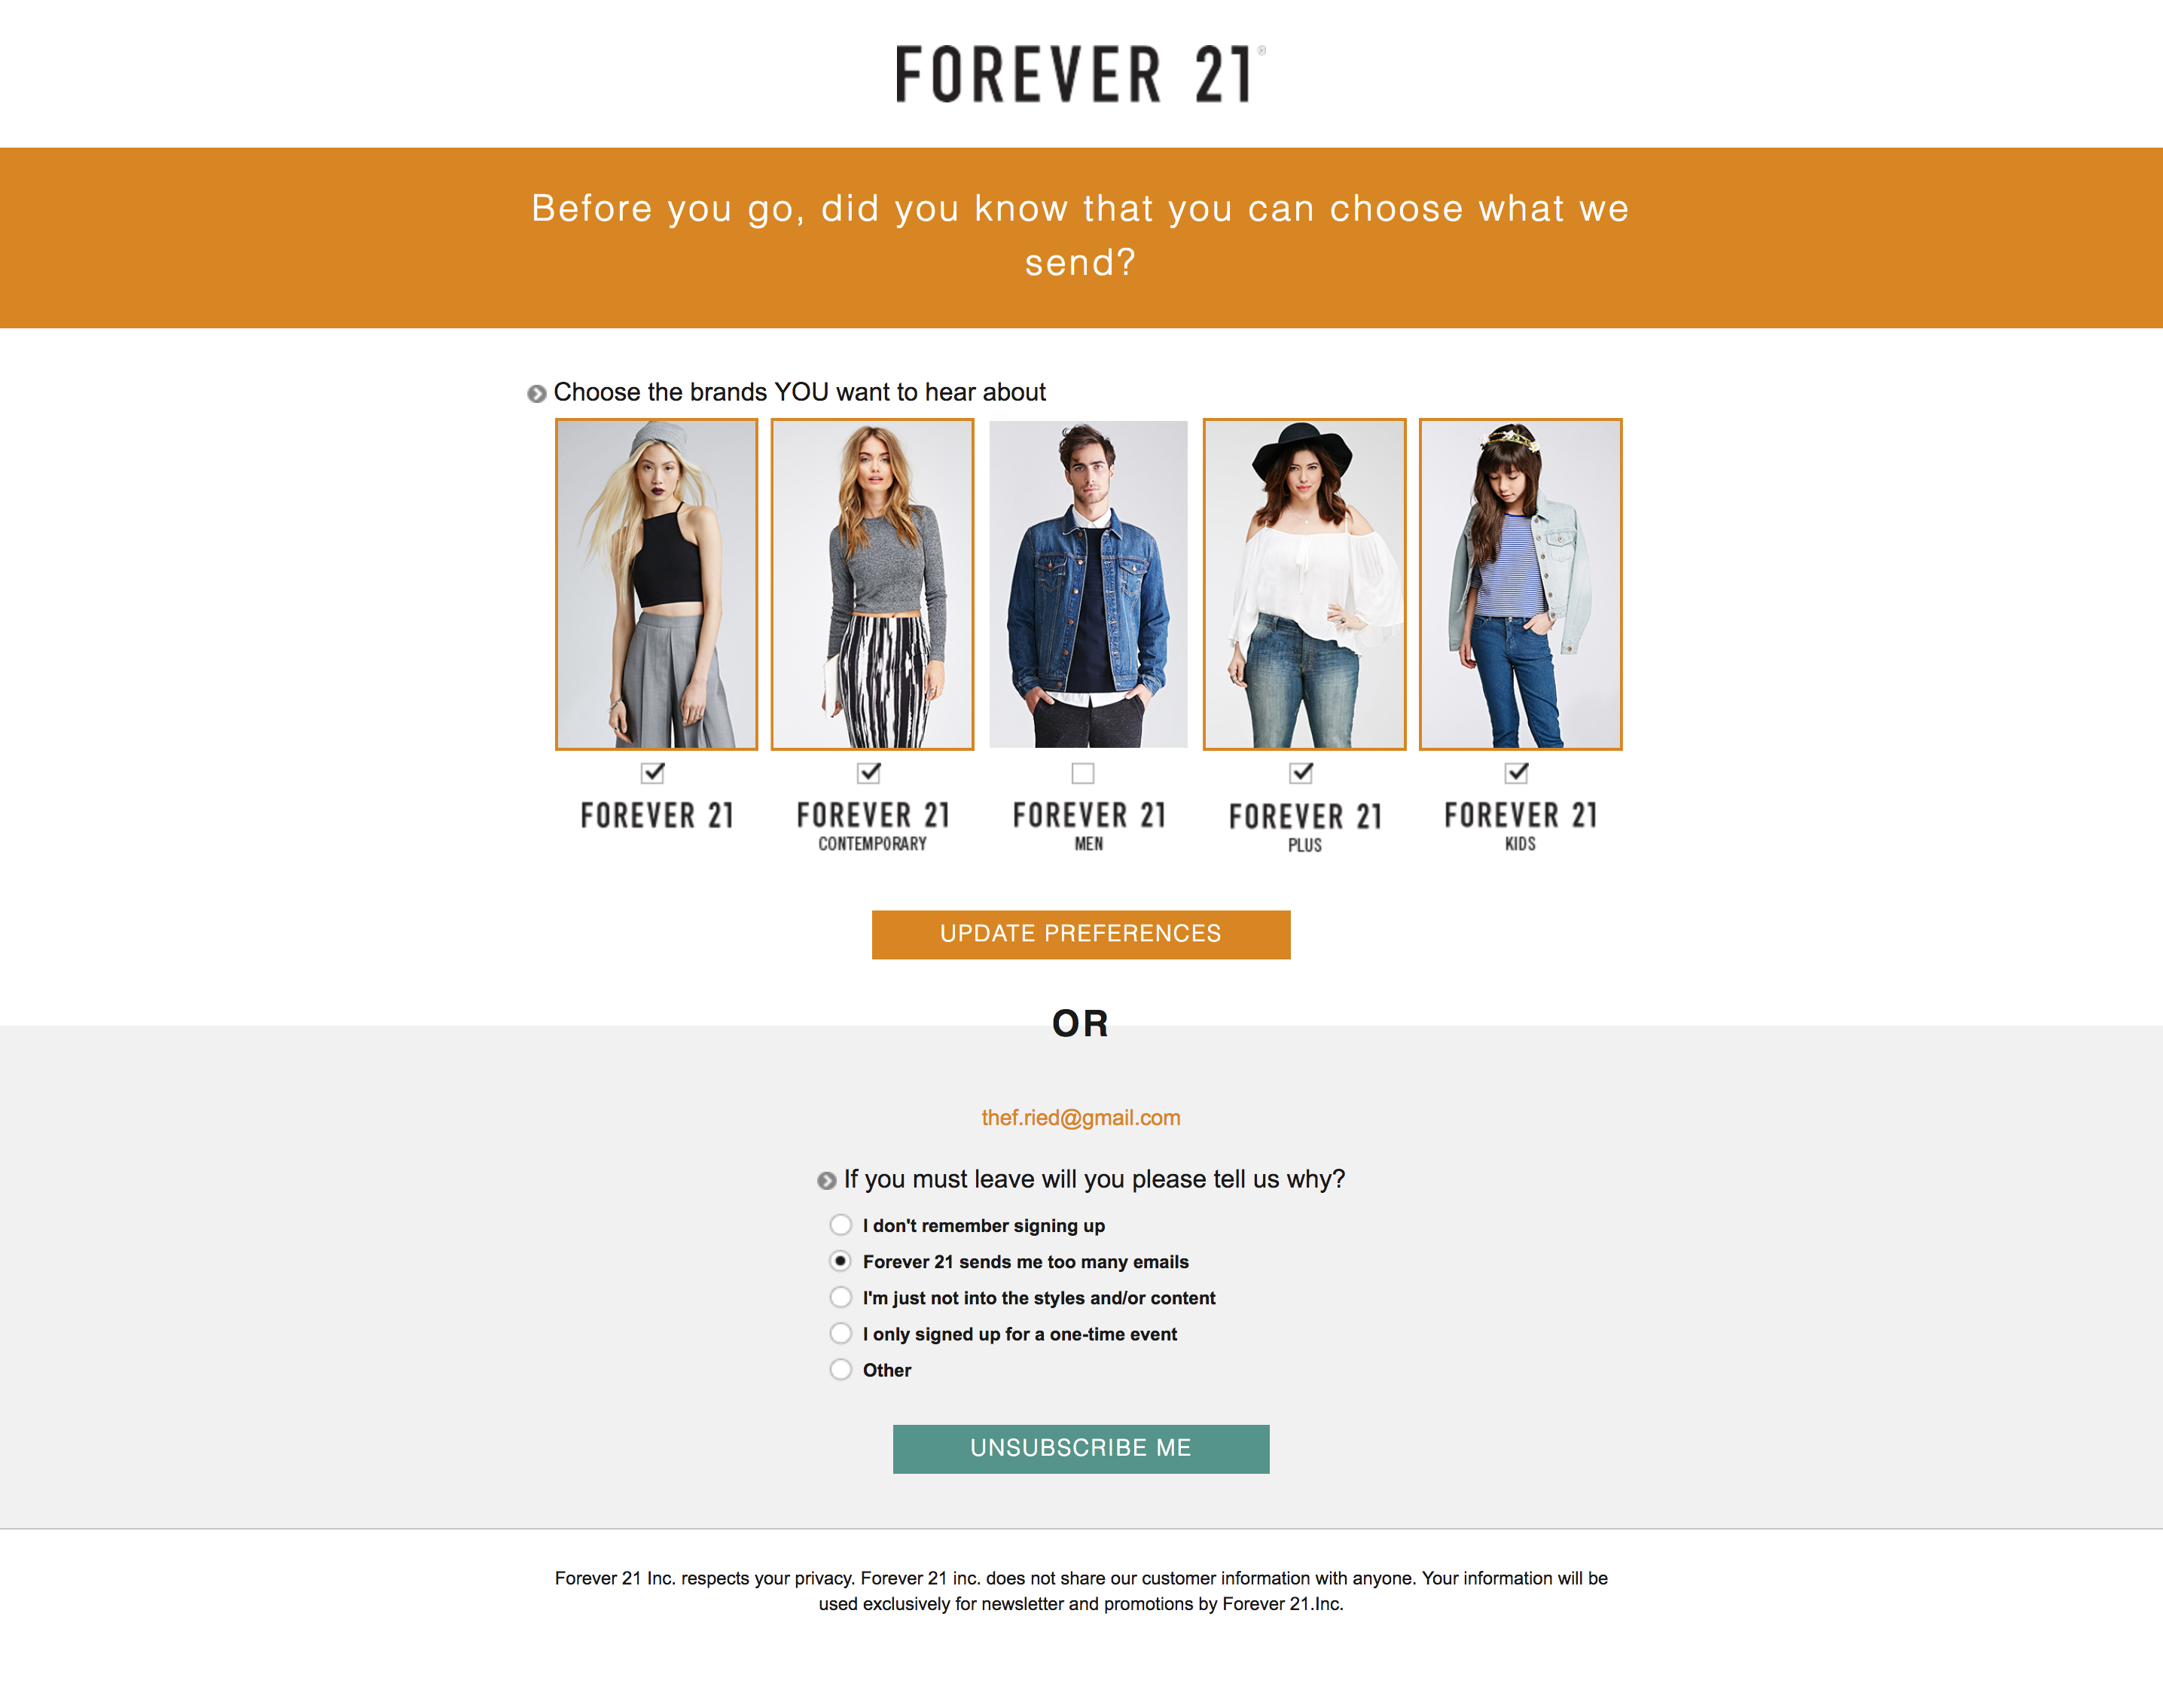 FOREVER 21®
Before you go, did you know that you can choose what we
send?
Choose the brands YOU want to hear about
FOREVER 21
FOREVER 21
CONTEMPORARY
FOREVER 21
MEN
FOREVER 21
PLUS
FOREVER 21
KIDS
UPDATE PREFERENCES
OR
thef.ried@gmail.com
If you must leave will you please tell us why?
I don't remember signing up
Forever 21 sends me too many emails
I'm just not into the styles and/or content
I only signed up for a one-time event
Other
UNSUBSCRIBE ME
Forever 21 Inc. respects your privacy. Forever 21 inc. does not share our customer information with anyone. Your information will be
used exclusively for newsletter and promotions by Forever 21.Inc.